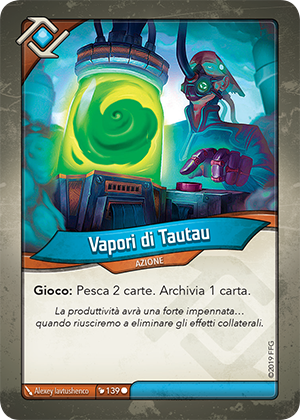 Vapori di Tautau
AZIONE
Gioco: Pesca 2 carte. Archivia 1 carta.
La produttività avrà una forte impennata…
quando riusciremo a eliminare gli effetti collaterali.
©2019 FFG
Alexey Iavtushenco
139